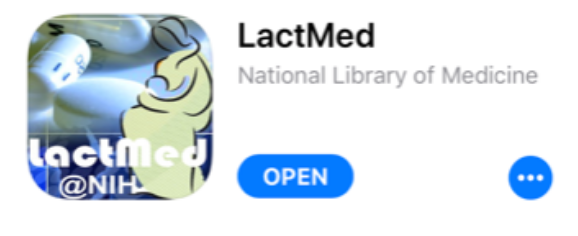 LactMed
National Library of Medicine
LactMed
@NIH
OPEN